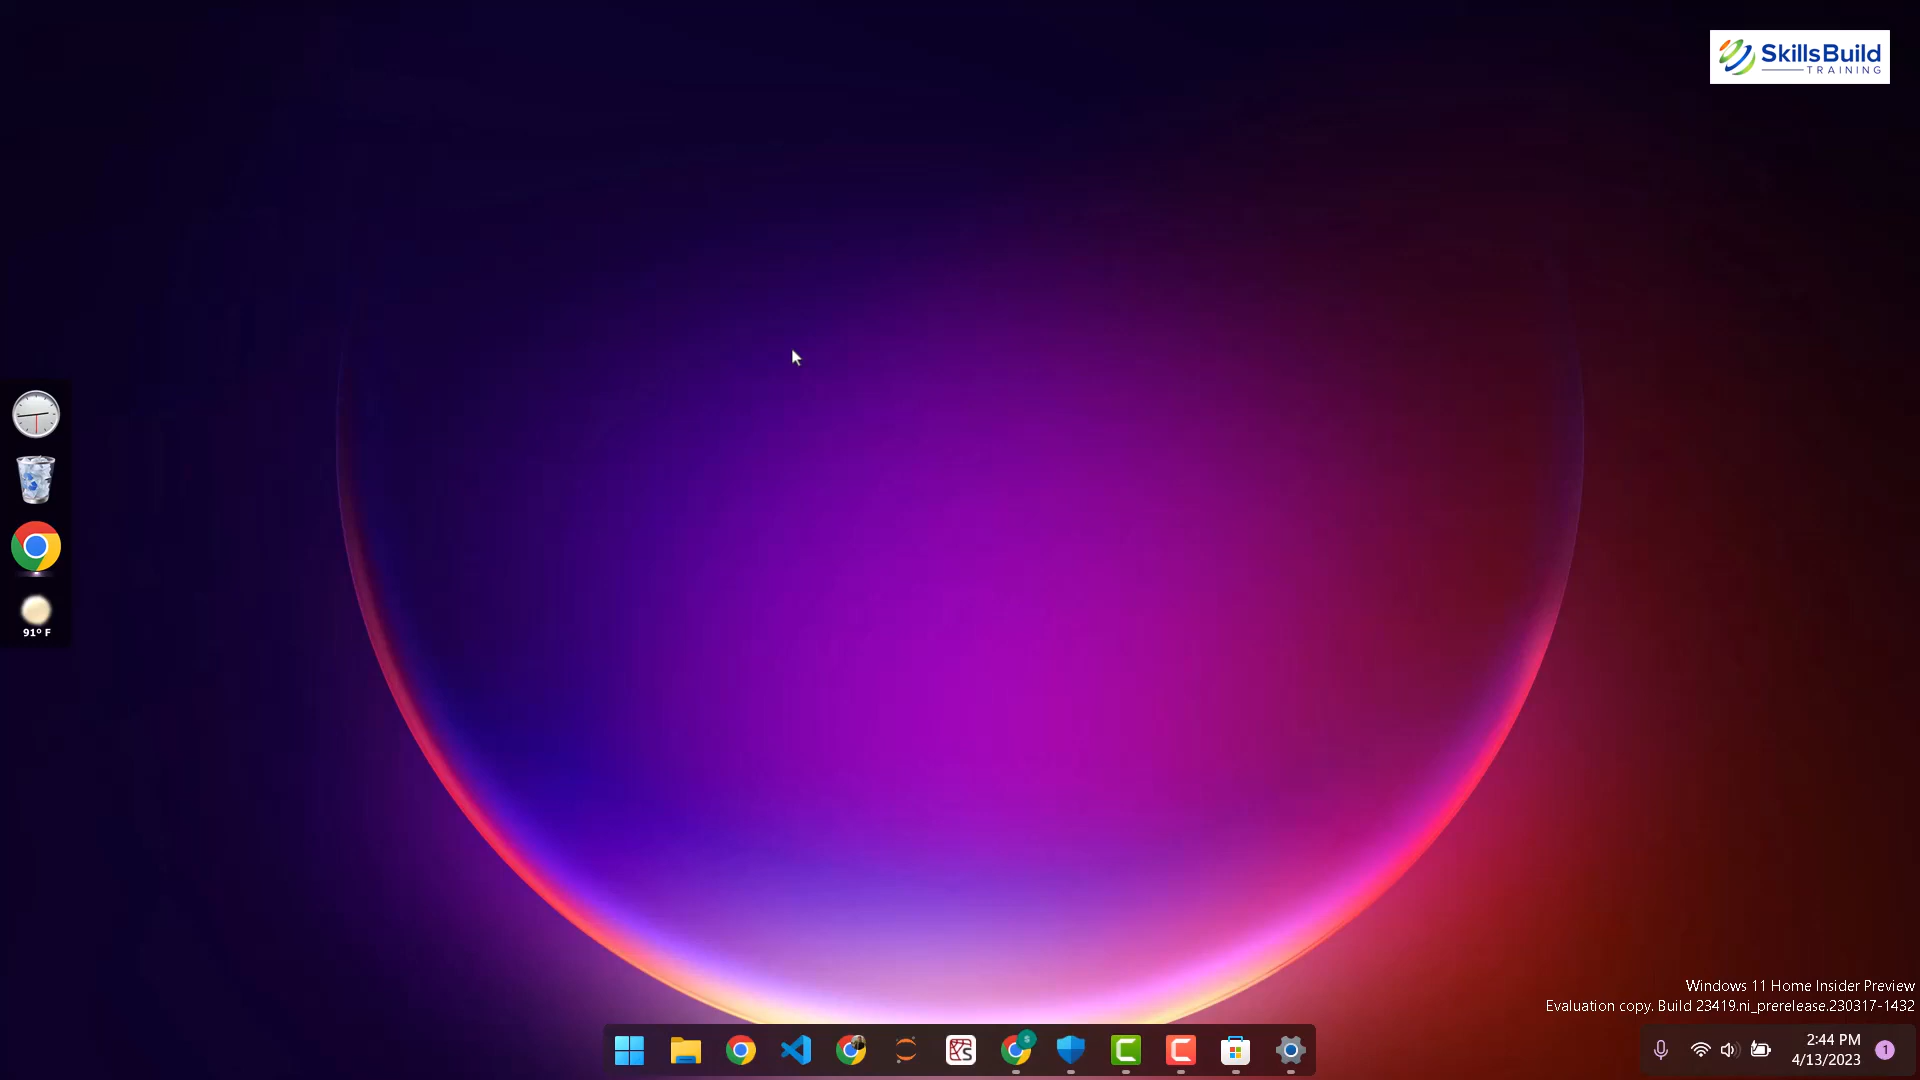 SkillsBuild
TRAINING
91° F
Windows 11 Home Insider Preview
Evaluation copy. Build 23419.ni_prerelease.230317-1432
2:44 PM
4/13/2023
1